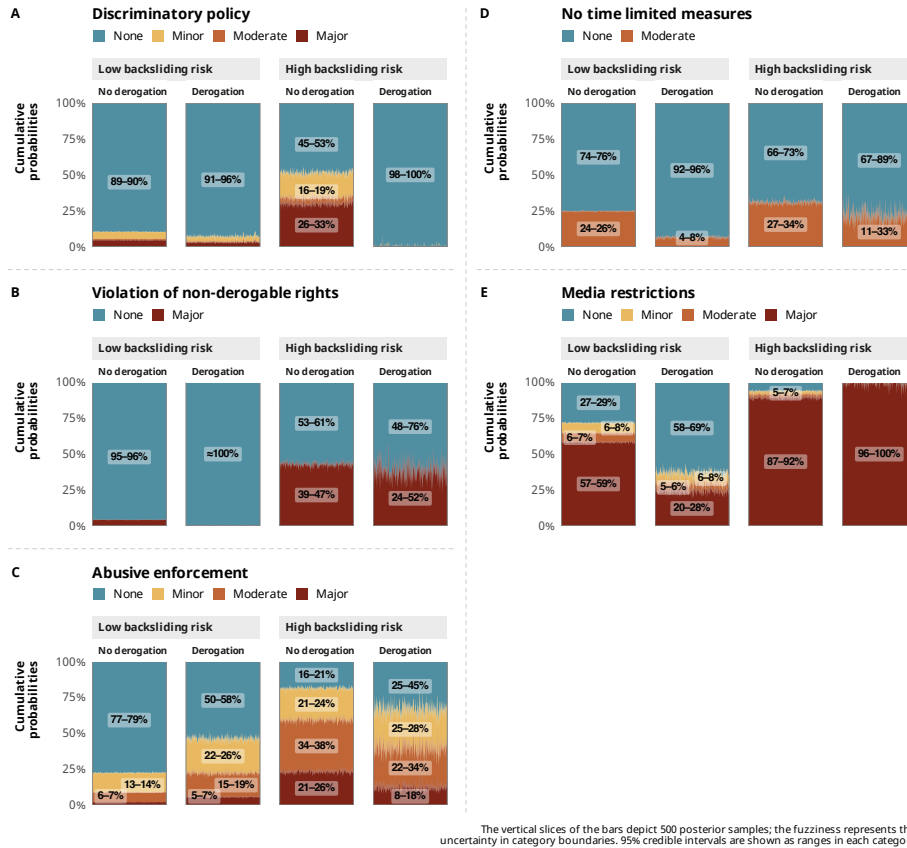 A Discriminatory policy
None Minor Moderate Major
Low backsliding risk High backsliding risk
No derogation Derogation No derogation Derogation
Cumulative
probabilities
100%
75%
50%
25%
0%
89–90%
91–96%
45–53%
16–19%
26–33%
98–100%
B Violation of non-derogable rights
None Major
Low backsliding risk High backsliding risk
No derogation Derogation No derogation Derogation
Cumulative
probabilities
100%
75%
50%
25%
0%
95–96%
≈100%
53–61%
39–47%
48–76%
24–52%
C Abusive enforcement
None Minor Moderate Major
Low backsliding risk High backsliding risk
No derogation Derogation No derogation Derogation
Cumulative
probabilities
100%
75%
50%
25%
0%
77–79%
13–14%
6–7%
50–58%
22–26%
15–19%
5–7%
16–21%
21–24%
34–38%
21–26%
25–45%
25–28%
22–34%
8–18%
D No time limited measures
None Moderate
Low backsliding risk High backsliding risk
No derogation Derogation No derogation Derogation
Cumulative
probabilities
100%
75%
50%
25%
0%
74–76%
24–26%
92–96%
4–8%
66–73%
27–34%
67–89%
11–33%
E Media restrictions
None Minor Moderate Major
Low backsliding risk High backsliding risk
No derogation Derogation No derogation Derogation
Cumulative
probabilities
100%
75%
50%
25%
0%
27–29%
6–8%
6–7%
57–59%
58–69%
6–8%
5–6%
20–28%
5–7%
87–92%
96–100%
The vertical slices of the bars depict 500 posterior samples; the fuzziness represents
uncertainty in category boundaries. 95% credible intervals are shown as ranges in each